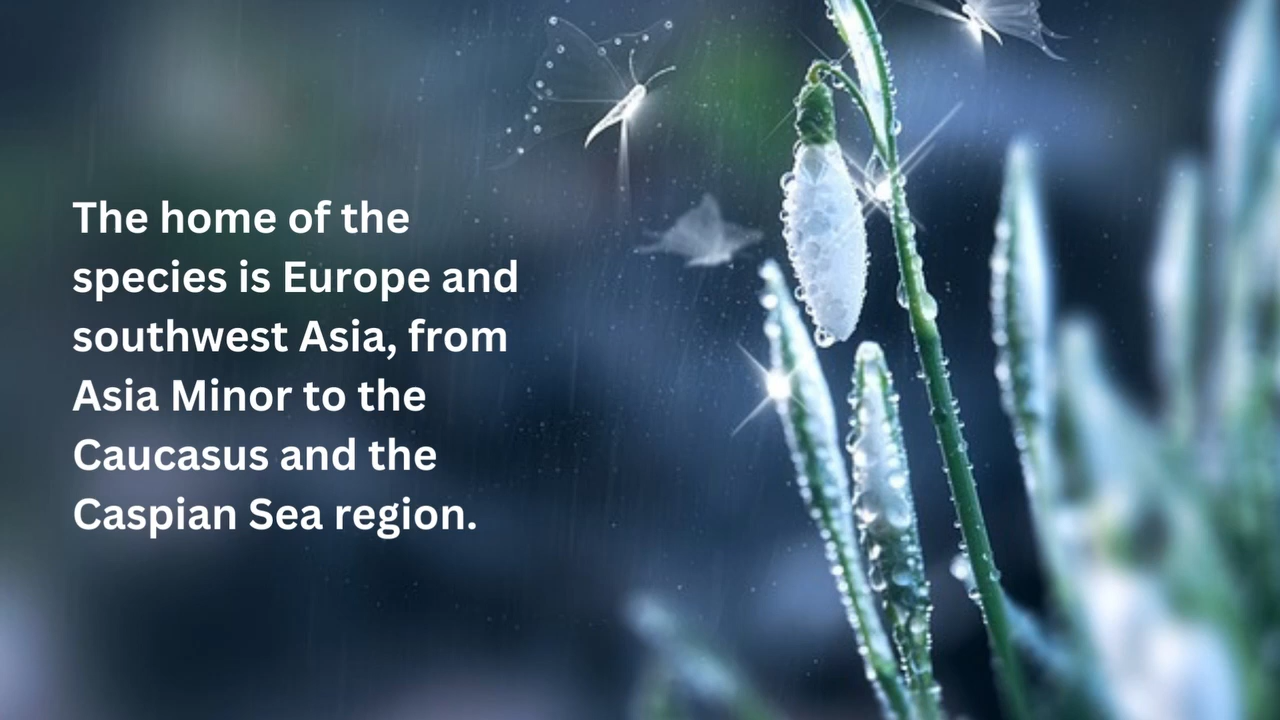 The home of the
species is Europe and
southwest Asia, from
Asia Minor to the
Caucasus and the
Caspian Sea region.